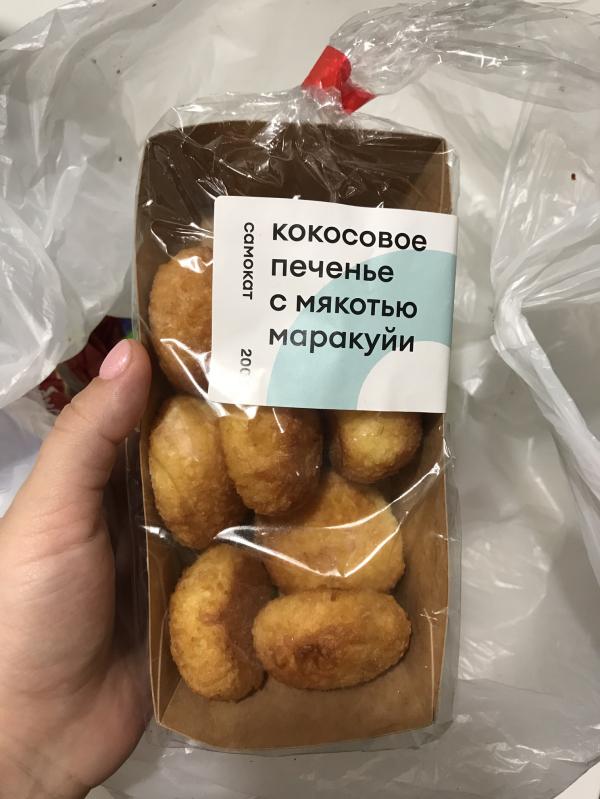 кокосовое
печенье
с мякотью
маракуйи
самокат